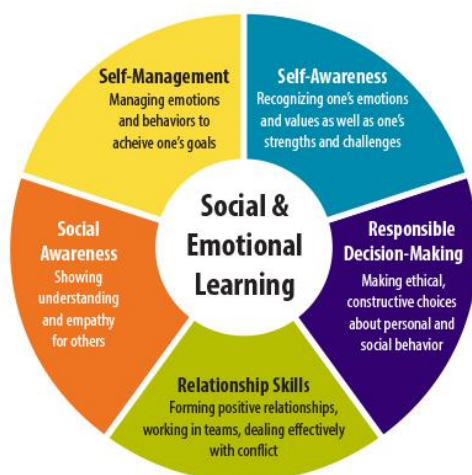 Self-Management
Managing emotions
and behaviors to
acheive one's goals
Self-Awareness
Recognizing one's emotions
and values as well as one's
strengths and challenges
Social
Awareness
Showing
understanding
and empathy
for others
Social &
Emotional
Learning
Responsible
Decision-Making
Making ethical,
constructive choices
about personal and
social behavior
Relationship Skills
Forming positive relationships,
working in teams, dealing effectively
with conflict